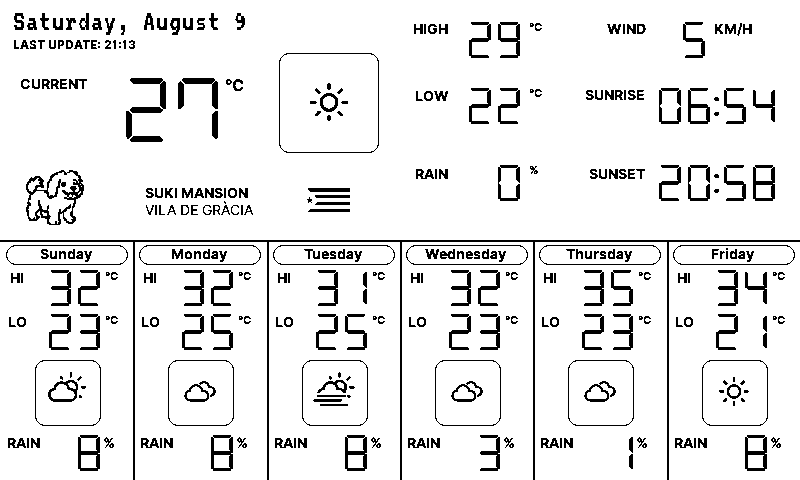 Saturday, August 9
LAST UPDATE: 21:13
CURRENT 27 °C
HIGH 29 °C
LOW 22 °C
RAIN 0 %
WIND 5 KM/H
SUNRISE 06:54
SUNSET 20:58
SUKI MANSION
VILA DE GRÀCIA
Sunday
HI 32 °C
LO 23 °C
RAIN 8 %
Monday
HI 32 °C
LO 25 °C
RAIN 8 %
Tuesday
HI 31 °C
LO 25 °C
RAIN 8 %
Wednesday
HI 32 °C
LO 23 °C
RAIN 3 %
Thursday
HI 35 °C
LO 23 °C
RAIN 1 %
Friday
HI 34 °C
LO 21 °C
RAIN 8 %